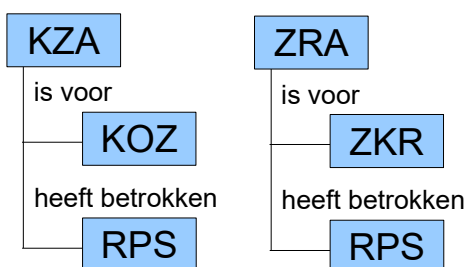 KZA
is voor
KOZ
heeft betrokken
RPS
ZRA
is voor
ZKR
heeft betrokken
RPS